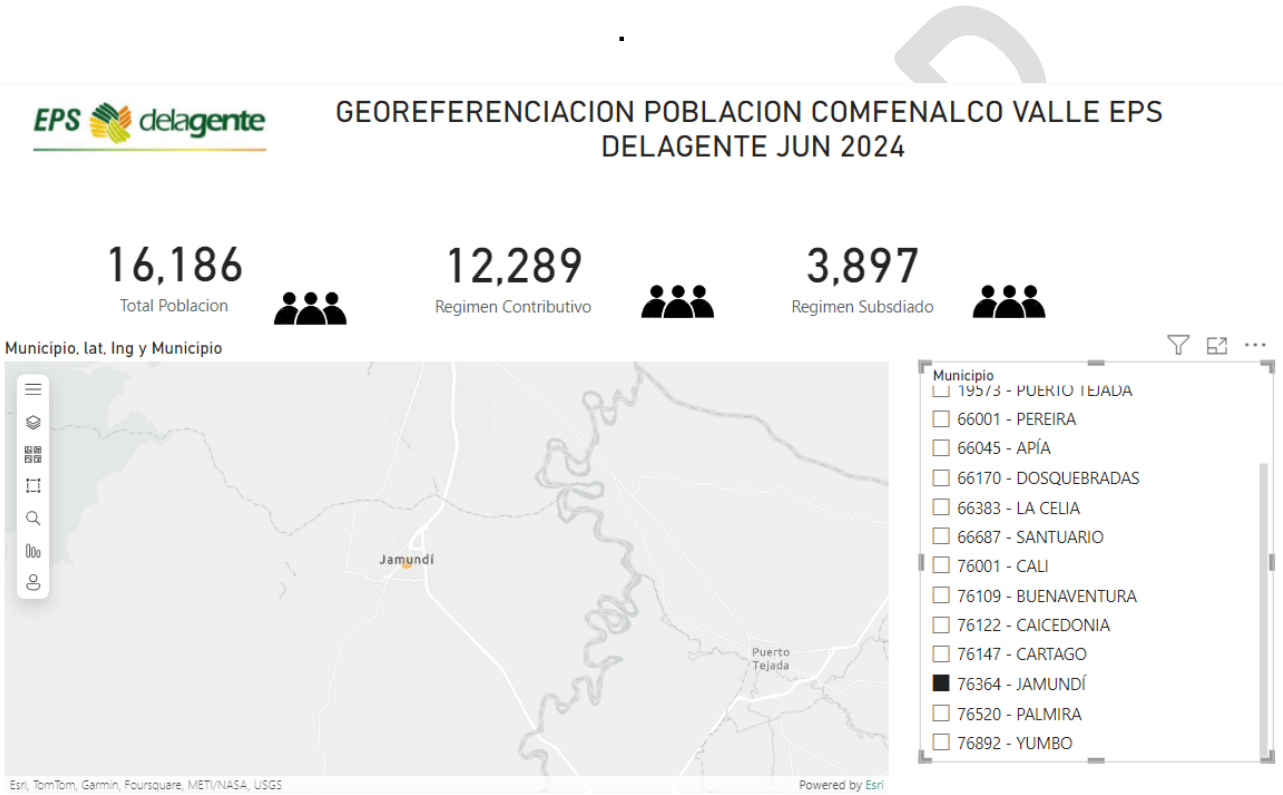 .
EPS delagente
GEOREFERENCIACION POBLACION COMFENALCO VALLE EPS
DELAGENTE JUN 2024
16,186
Total Poblacion
12,289
Regimen Contributivo
3,897
Regimen Subsdiado
Municipio, lat, lng y Municipio
Jamundí
Puerto
Tejada
Esri, TomTom, Garmin, Foursquare, METI/NASA, USGS
Powered by Esri
Municipio
19573 - PUERTO TEJADA
66001 - PEREIRA
66045 - APÍA
66170 - DOSQUEBRADAS
66383 - LA CELIA
66687 - SANTUARIO
76001 - CALI
76109 - BUENAVENTURA
76122 - CAICEDONIA
76147 - CARTAGO
76364 - JAMUNDÍ
76520 - PALMIRA
76892 - YUMBO